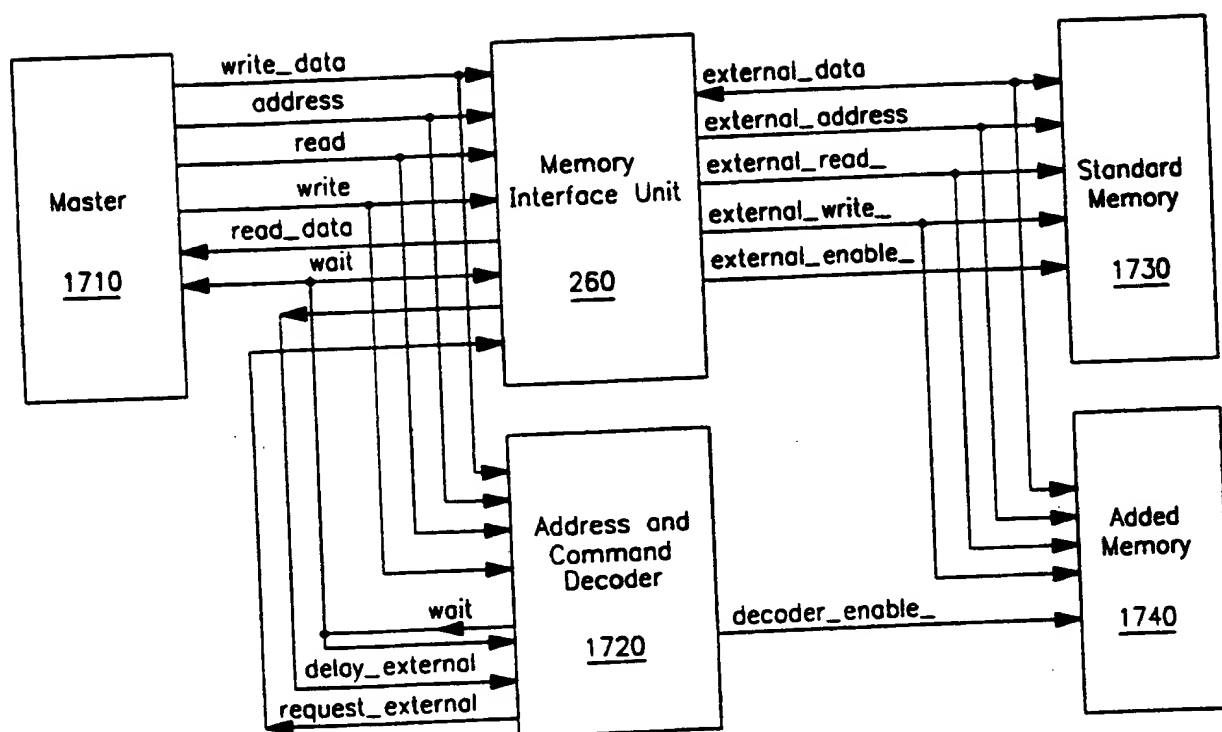 write_data
address
read
write
read_data
wait
Master
1710
Memory
Interface Unit
260
external_data
external_address
external_read_
external_write_
external_enable_
Standard
Memory
1730
Address and
Command
Decoder
1720
wait
delay_external
request_external
decoder_enable_
Added
Memory
1740